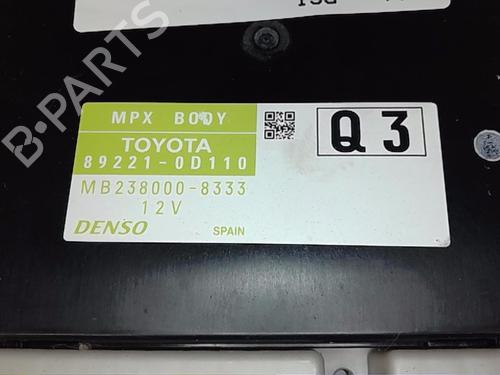 B-PARTS
MPX BODY
TOYOTA
89221-0D110
MB238000-8333
12V
DENSO
SPAIN
Q3